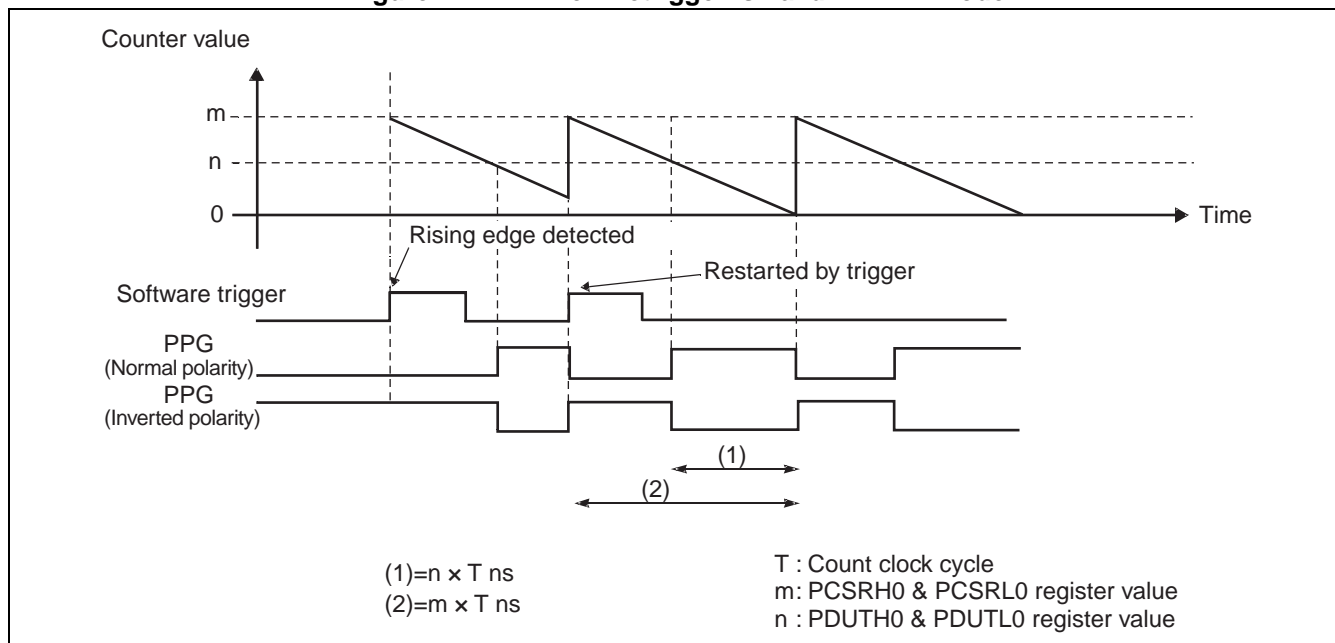 Counter value
m
n
0
Time
Rising edge detected
Restarted by trigger
Software trigger
PPG
(Normal polarity)
PPG
(Inverted polarity)
(1)
(2)
(1)=n × T ns
(2)=m × T ns
T : Count clock cycle
m: PCSRH0 & PCSRL0 register value
n : PDUTH0 & PDUTL0 register value